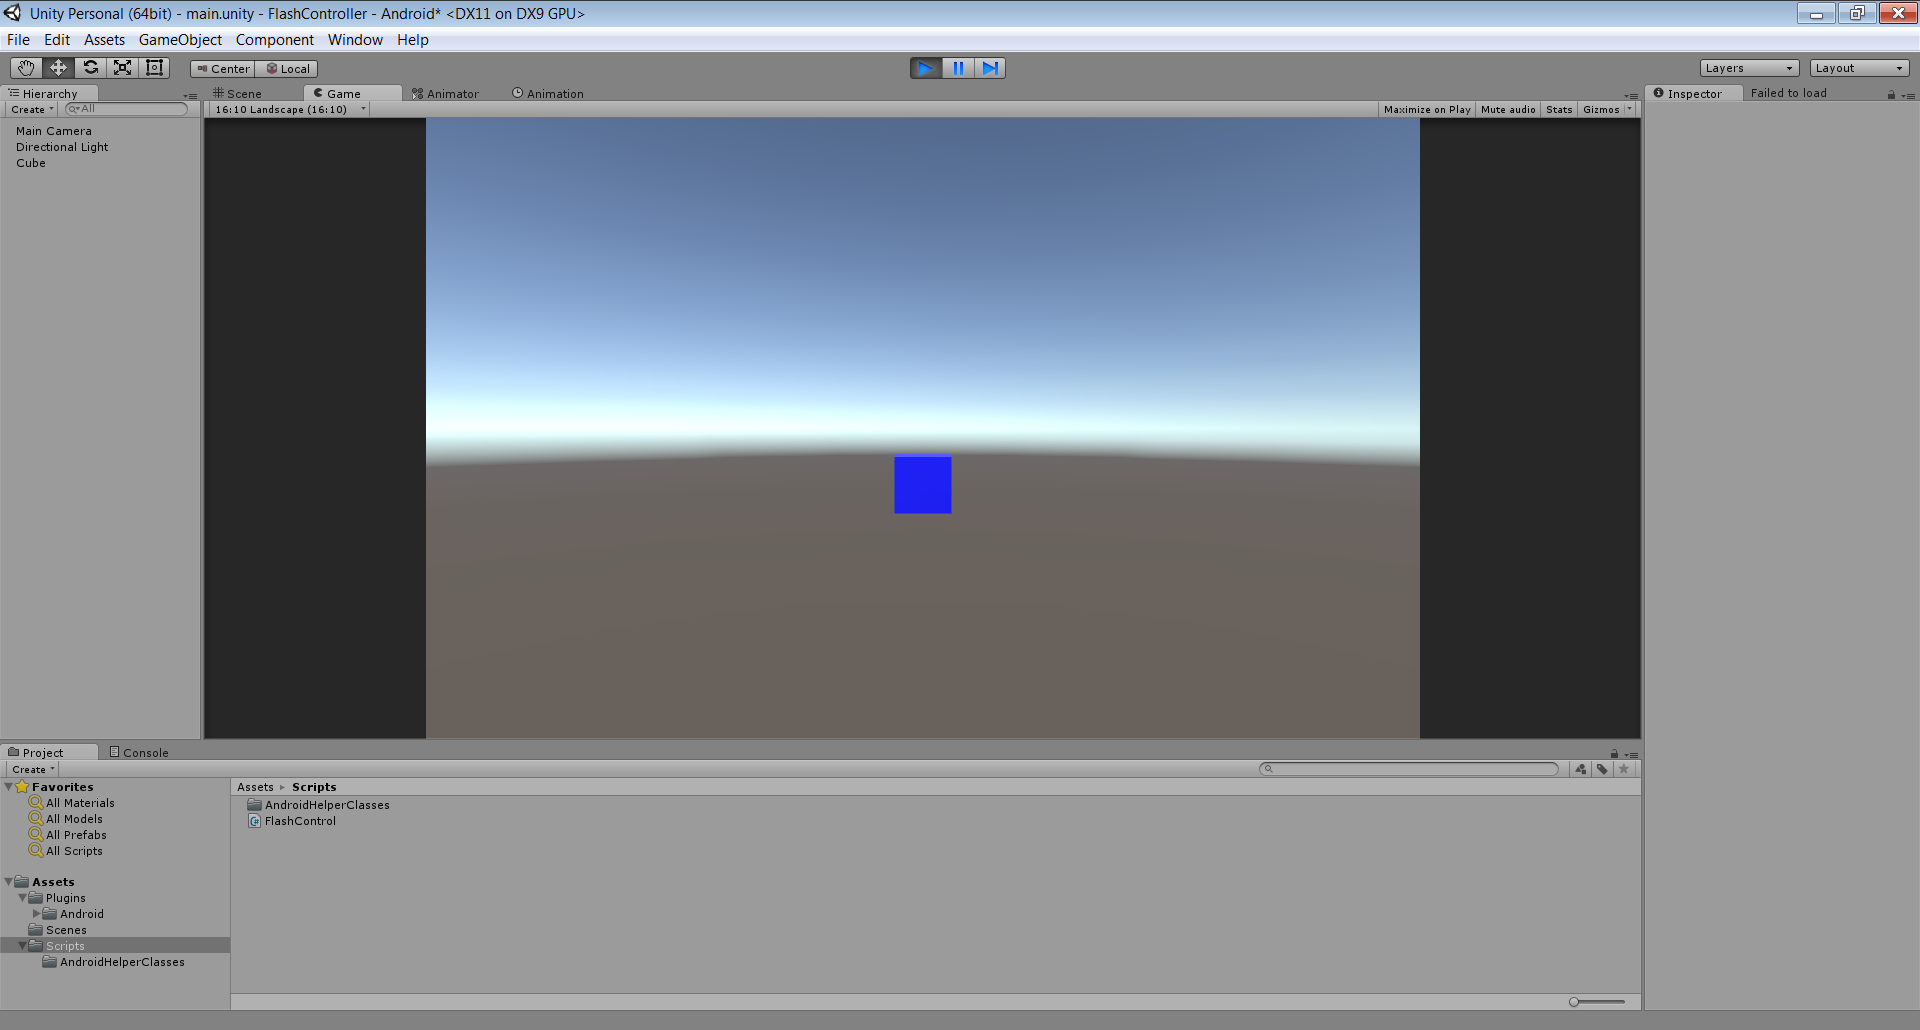 Unity Personal (64bit) - main.unity - FlashController - Android* <DX11 on DX9 GPU>
File Edit Assets GameObject Component Window Help
Center Local Layers Layout
Hierarchy Scene Game Animator Animation Inspector Failed to load
Create All 16:10 Landscape (16:10) Maximize on Play Mute audio Stats Gizmos
Main Camera
Directional Light
Cube
Project Console
Create
Favorites
All Materials
All Models
All Prefabs
All Scripts
Assets
Plugins
Android
Scenes
Scripts
AndroidHelperClasses
Assets Scripts
AndroidHelperClasses
FlashControl